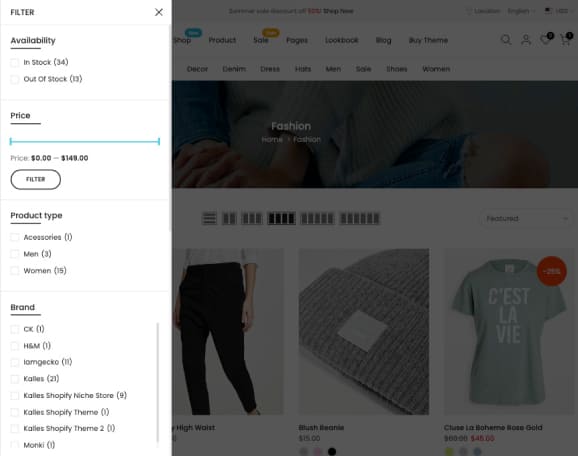 FILTER
Availability
In Stock (34)
Out Of Stock (13)
Price
Price: $0.00 — $149.00
FILTER
Product type
Acessories (1)
Men (3)
Women (15)
Brand
CK (1)
H&M (1)
Iamgecko (11)
Kalles (21)
Kalles Shopify Niche Store (9)
Kalles Shopify Theme (1)
Kalles Shopify Theme 2 (1)
Monki (1)
Summer sale discount off 50%! Shop Now
Location English USD
New Sale
Shop Product Sale Pages Lookbook Blog Buy Theme
Decor Denim Dress Hats Men Sale Shoes Women
Fashion
Home Fashion
Featured
-25%
C'EST
LA
VIE
High Waist
Blush Beanie
Cluse La Boheme Rose Gold
$15.00
$60.00 $45.00